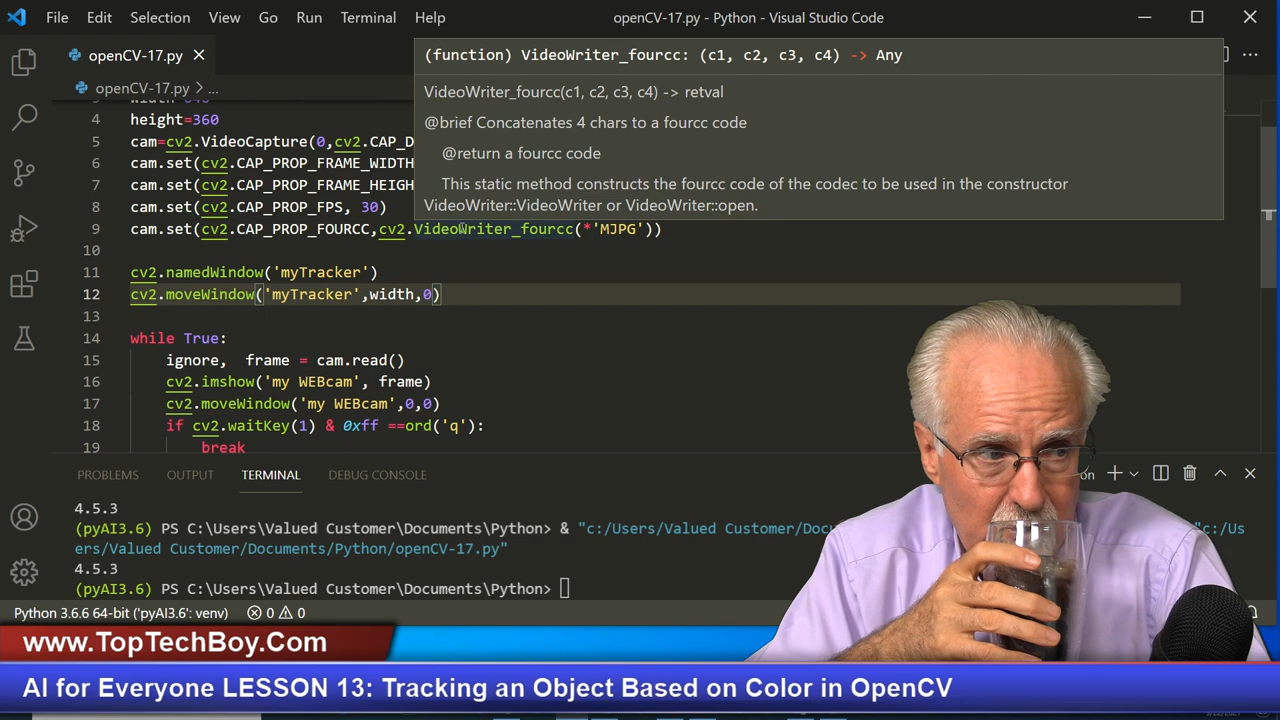 File Edit Selection View Go Run Terminal Help openCV-17.py - Python - Visual Studio Code
openCV-17.py
openCV-17.py > ...
(function) VideoWriter_fourcc: (c1, c2, c3, c4) -> Any
VideoWriter_fourcc(c1, c2, c3, c4) -> retval
@brief Concatenates 4 chars to a fourcc code
@return a fourcc code
This static method constructs the fourcc code of the codec to be used in the constructor
VideoWriter::VideoWriter or VideoWriter::open.
4 height=360
5 cam=cv2.VideoCapture(0,cv2.CAP_D
6 cam.set(cv2.CAP_PROP_FRAME_WIDTH
7 cam.set(cv2.CAP_PROP_FRAME_HEIGH
8 cam.set(cv2.CAP_PROP_FPS, 30)
9 cam.set(cv2.CAP_PROP_FOURCC,cv2.VideoWriter_fourcc(*'MJPG'))
10
11 cv2.namedWindow('myTracker')
12 cv2.moveWindow('myTracker',width,0)
13
14 while True:
15 ignore, frame = cam.read()
16 cv2.imshow('my WEBcam', frame)
17 cv2.moveWindow('my WEBcam',0,0)
18 if cv2.waitKey(1) & 0xff ==ord('q'):
19 break
PROBLEMS OUTPUT TERMINAL DEBUG CONSOLE
4.5.3
(pyAI3.6) PS C:\Users\Valued Customer\Documents\Python> & "c:/Users/Valued Customer/Docu "c:/Us
ers/Valued Customer/Documents/Python/openCV-17.py"
4.5.3
(pyAI3.6) PS C:\Users\Valued Customer\Documents\Python>
Python 3.6.6 64-bit ('pyAI3.6': venv) 0 0
www.TopTechBoy.Com
AI for Everyone LESSON 13: Tracking an Object Based on Color in OpenCV